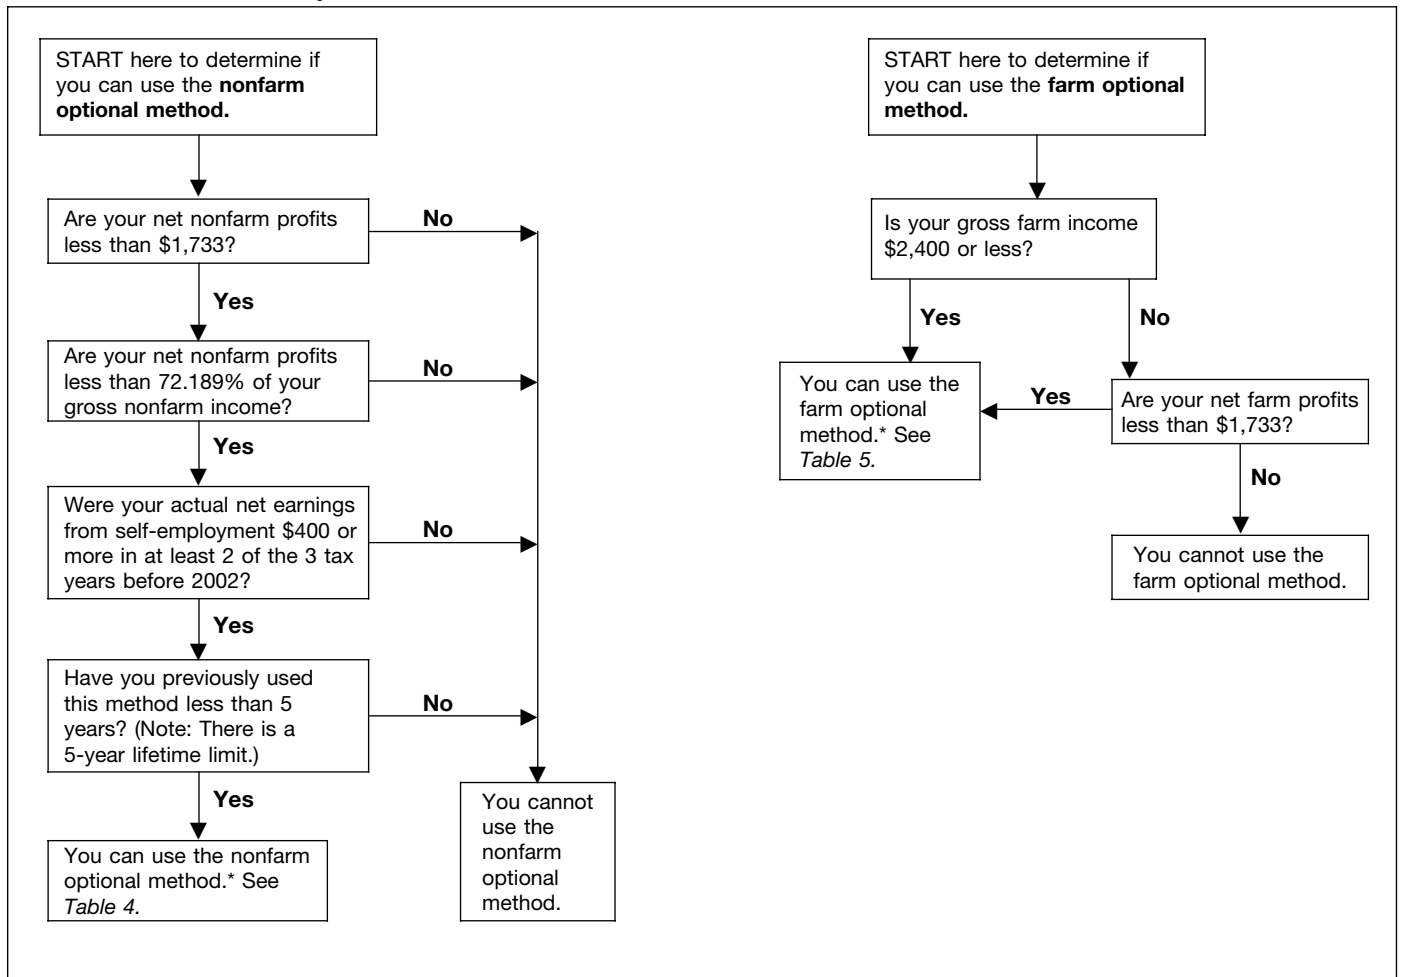 START here to determine if
you can use the nonfarm
optional method.
Are your net nonfarm profits
less than $1,733?
No
Yes
Are your net nonfarm profits
less than 72.189% of your
gross nonfarm income?
No
Yes
Were your actual net earnings
from self-employment $400 or
more in at least 2 of the 3 tax
years before 2002?
No
Yes
Have you previously used
this method less than 5
years? (Note: There is a
5-year lifetime limit.)
No
Yes
You can use the nonfarm
optional method.* See
Table 4.
You cannot
use the
nonfarm
optional
method.
START here to determine if
you can use the farm optional
method.
Is your gross farm income
$2,400 or less?
Yes
No
You can use the
farm optional
method.* See
Table 5.
Yes
Are your net farm profits
less than $1,733?
No
You cannot use the
farm optional method.